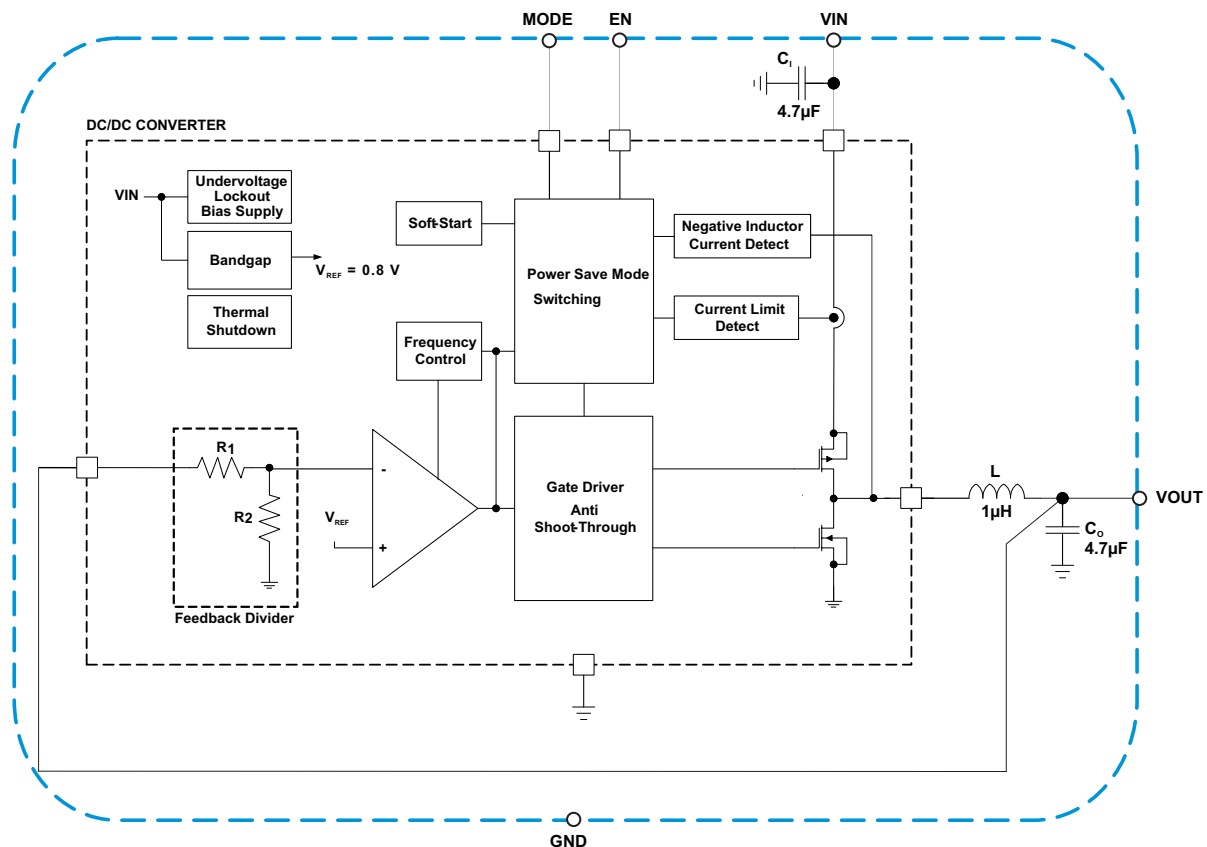 MODE
EN
VIN
CI
4.7µF
DC/DC CONVERTER
VIN
Undervoltage
Lockout
Bias Supply
Bandgap
VREF = 0.8 V
Thermal
Shutdown
Soft-Start
Frequency
Control
Power Save Mode
Switching
Negative Inductor
Current Detect
Current Limit
Detect
R1
R2
Feedback Divider
VREF
-
+
Gate Driver
Anti
Shoot-Through
L
1µH
VOUT
CO
4.7µF
GND